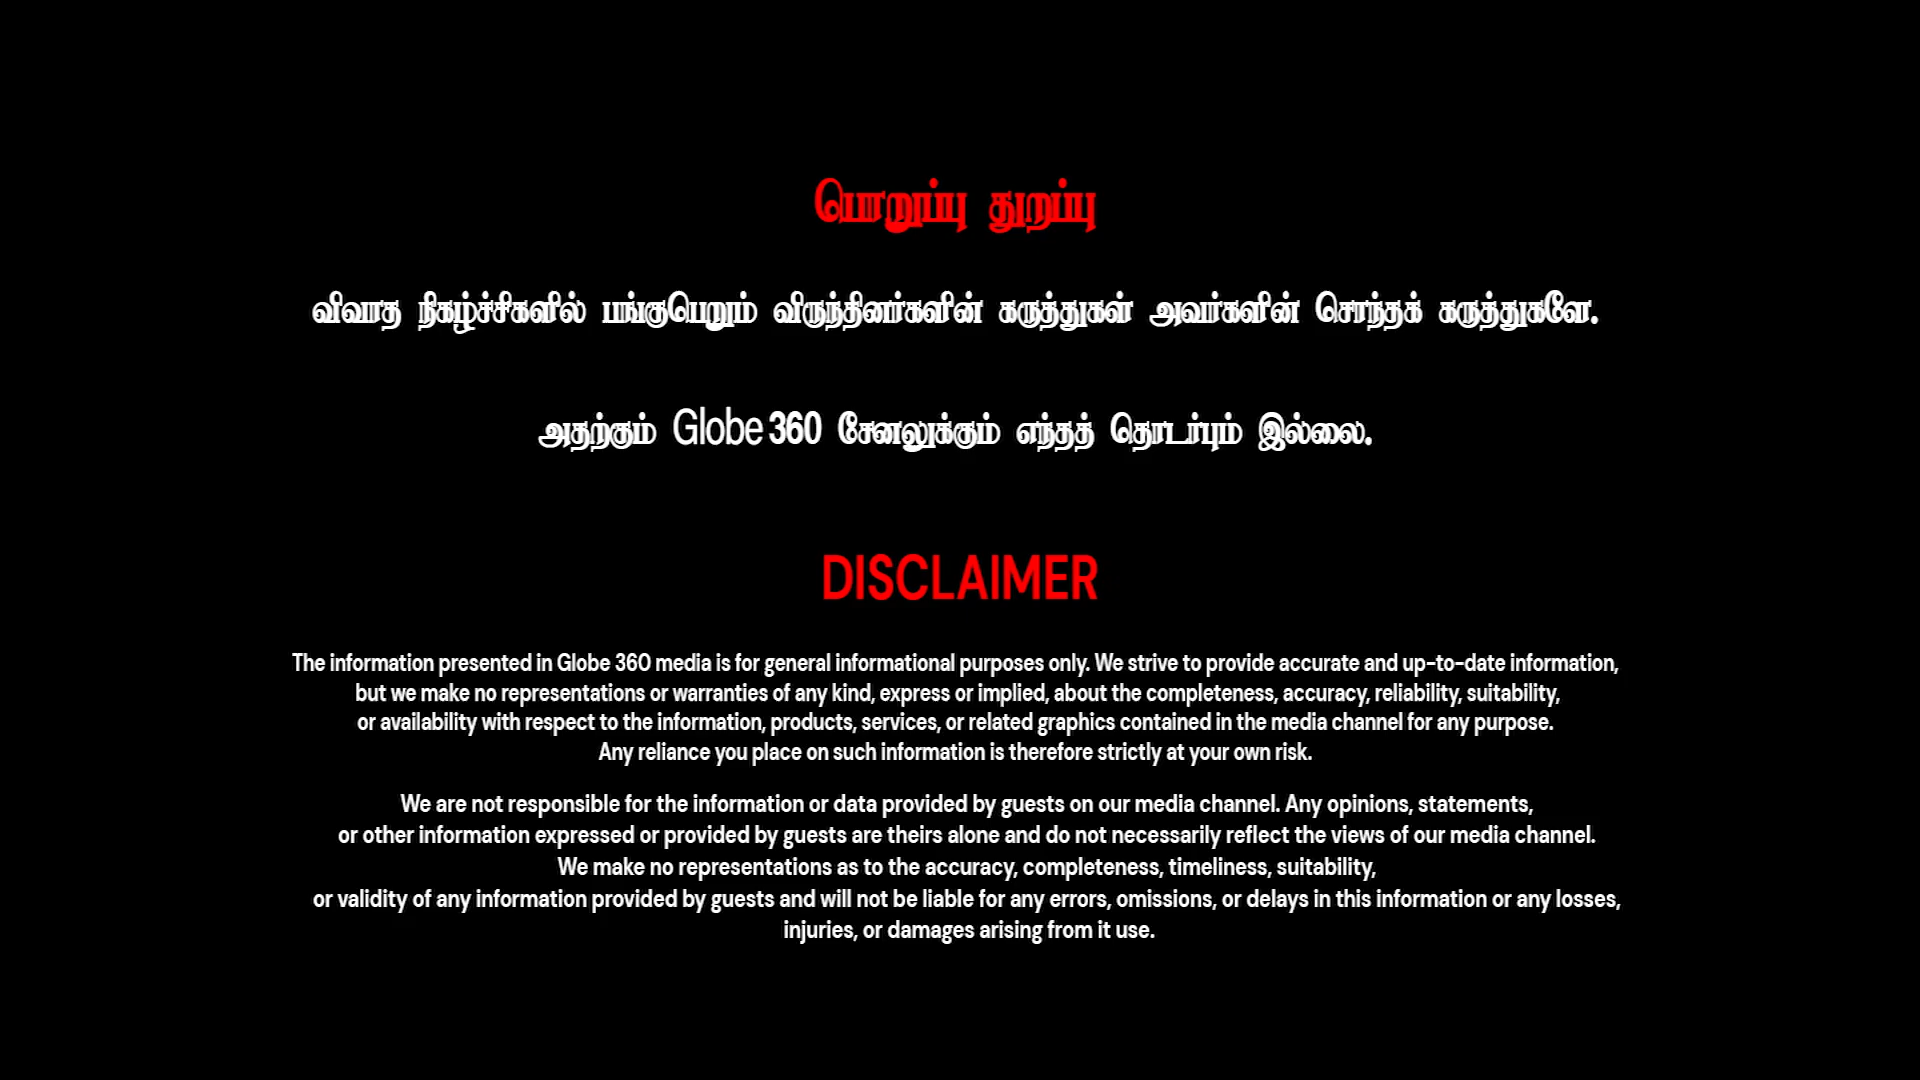 பொறுப்பு துறப்பு
விவாத நிகழ்ச்சிகளில் பங்குபெறும் விருந்தினர்களின் கருத்துகள் அவர்களின் சொந்தக் கருத்துகளே.
அதற்கும் Globe 360 சேனலுக்கும் எந்தத் தொடர்பும் இல்லை.
DISCLAIMER
The information presented in Globe 360 media is for general informational purposes only. We strive to provide accurate and up-to-date information,
but we make no representations or warranties of any kind, express or implied, about the completeness, accuracy, reliability, suitability,
or availability with respect to the information, products, services, or related graphics contained in the media channel for any purpose.
Any reliance you place on such information is therefore strictly at your own risk.
We are not responsible for the information or data provided by guests on our media channel. Any opinions, statements,
or other information expressed or provided by guests are theirs alone and do not necessarily reflect the views of our media channel.
We make no representations as to the accuracy, completeness, timeliness, suitability,
or validity of any information provided by guests and will not be liable for any errors, omissions, or delays in this information or any losses,
injuries, or damages arising from it use.